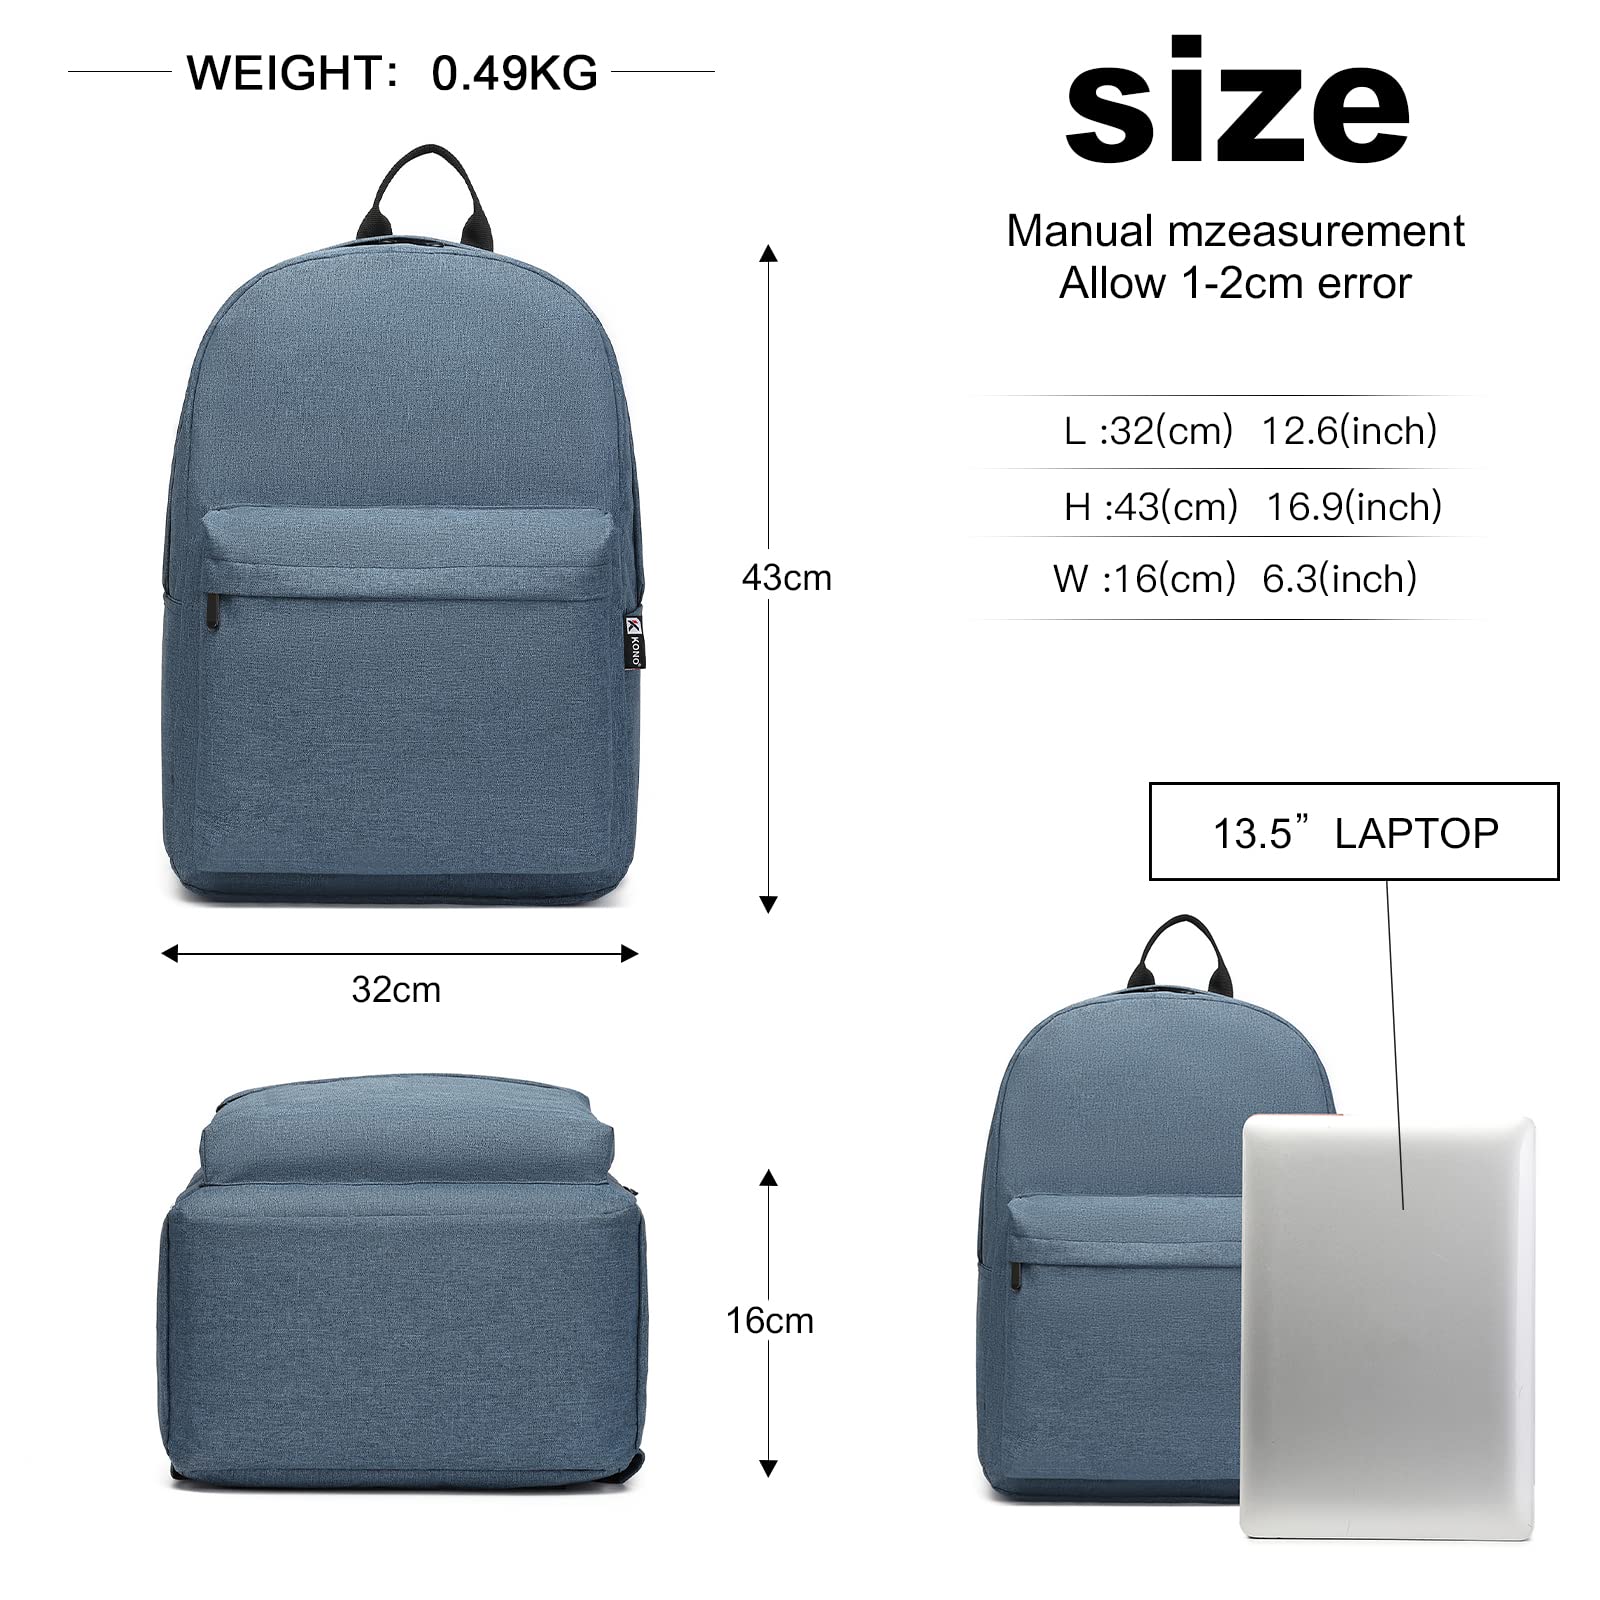 WEIGHT: 0.49KG
size
Manual mzeasurement
Allow 1-2cm error
L :32(cm) 12.6(inch)
H :43(cm) 16.9(inch)
W :16(cm) 6.3(inch)
43cm
K KONO
32cm
13.5” LAPTOP
16cm